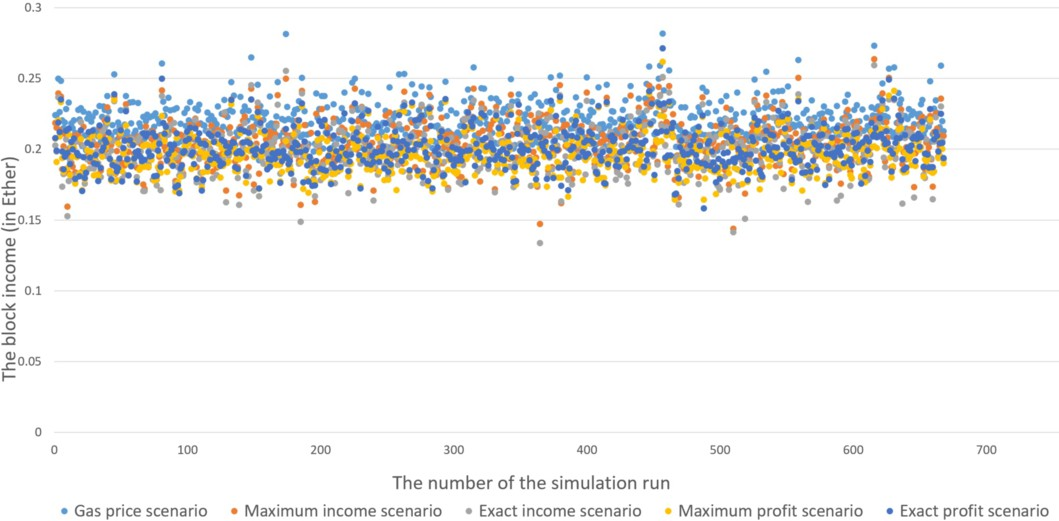 0.3
0.25
0.2
0.15
0.1
0.05
0
The block income (in Ether)
0 100 200 300 400 500 600 700
The number of the simulation run
Gas price scenario Maximum income scenario Exact income scenario Maximum profit scenario Exact profit scenario